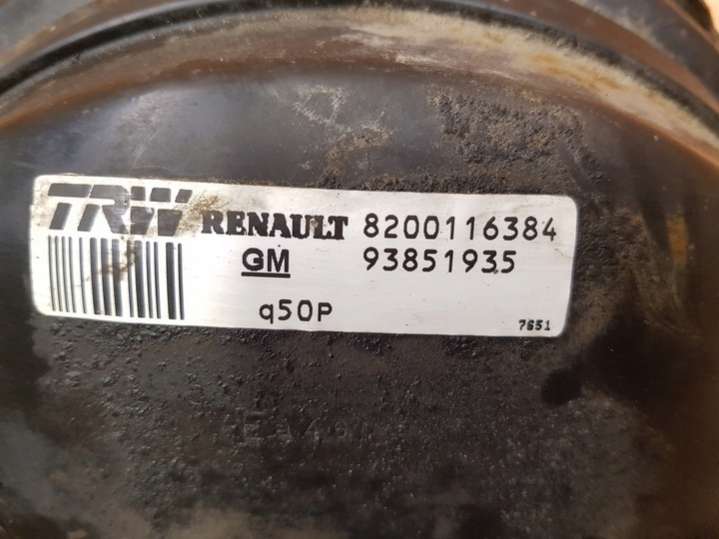 TRW RENAULT 8200116384
GM 93851935
q50P
7651